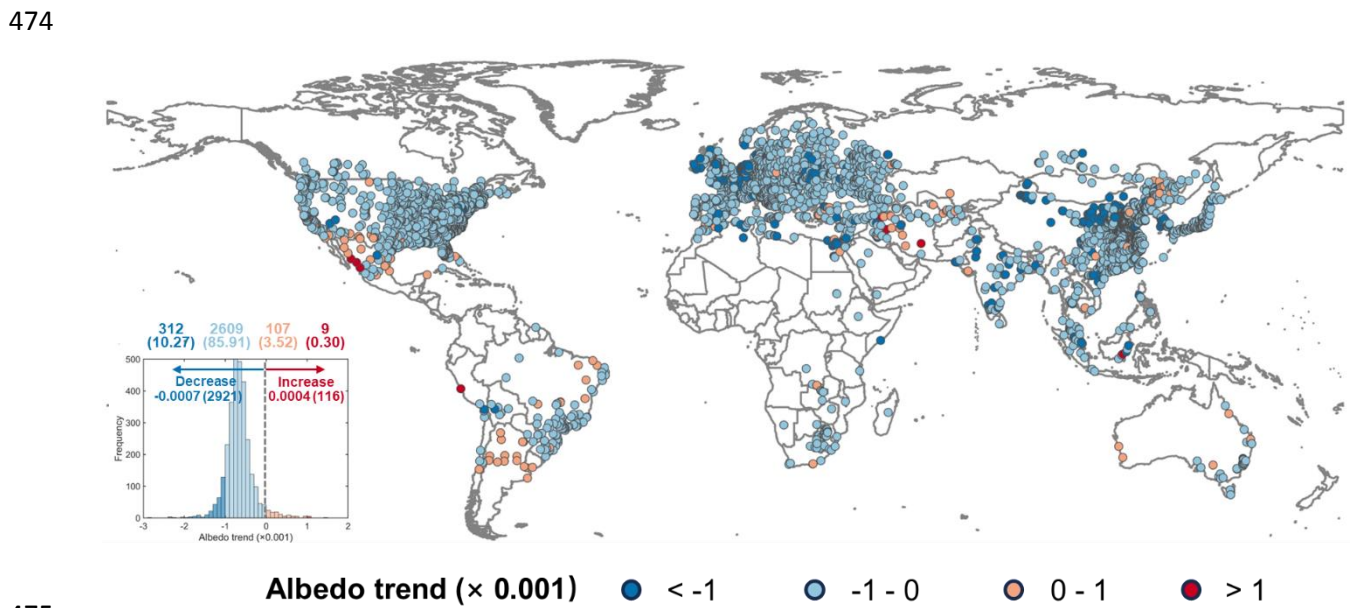 474
312 2609 107 9
(10.27) (85.91) (3.52) (0.30)
500
400
300
200
100
0
Frequency
Decrease
-0.0007 (2921)
Increase
0.0004 (116)
-3 -2 -1 0 1 2
Albedo trend (×0.001)
Albedo trend (× 0.001) < -1 -1 - 0 0 - 1 > 1